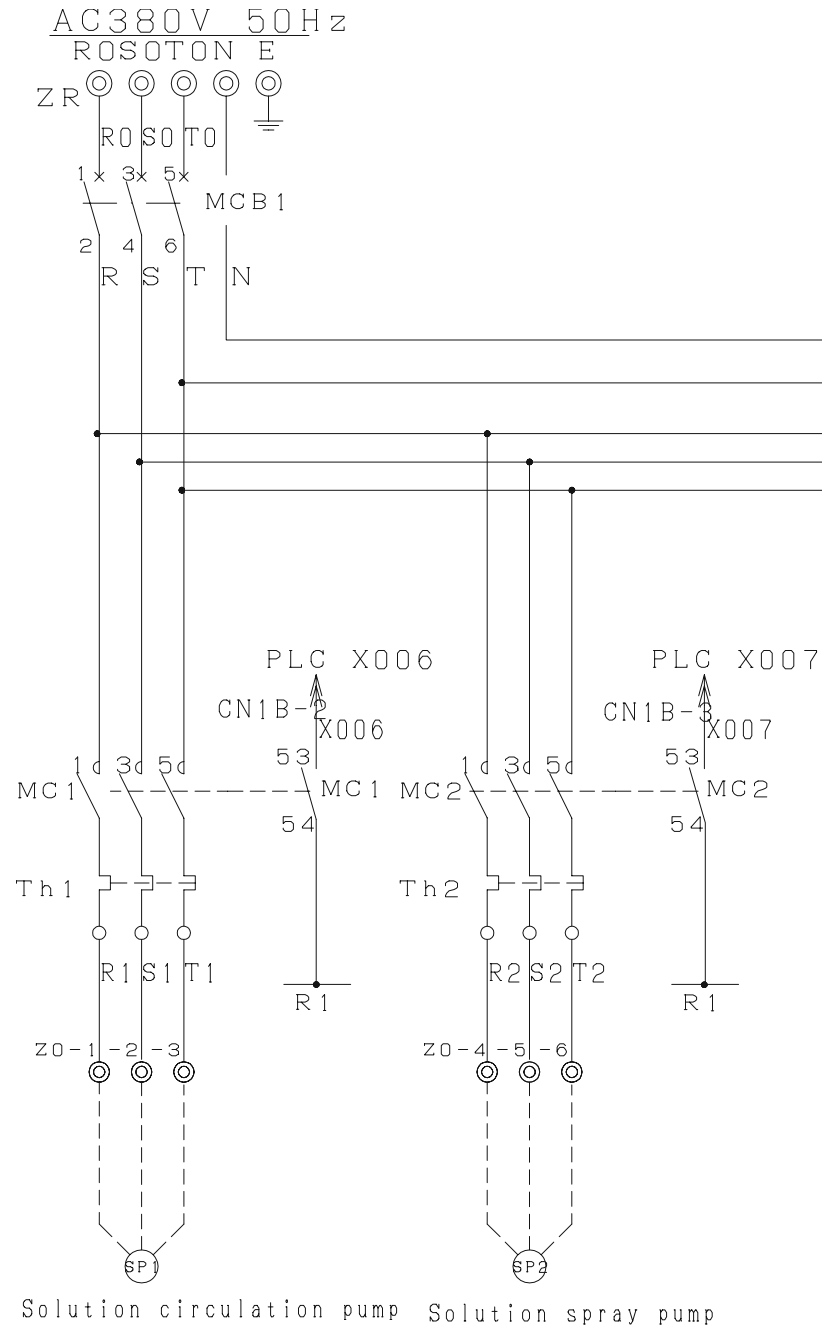 AC380V 50Hz
R0S0T0N E
ZR
R0 S0 T0
1 3 5
MCB1
2 4 6
R S T N
PLC X006 PLC X007
CN1B-2 CN1B-3
X006 X007
53 53
1 3 5 1 3 5
MC1 MC1 MC2 MC2
54 54
Th1 Th2
R1 S1 T1 R2 S2 T2
R1 R1
Z0-1 -2 -3 Z0-4 -5 -6
SP1 SP2
Solution circulation pump Solution spray pump